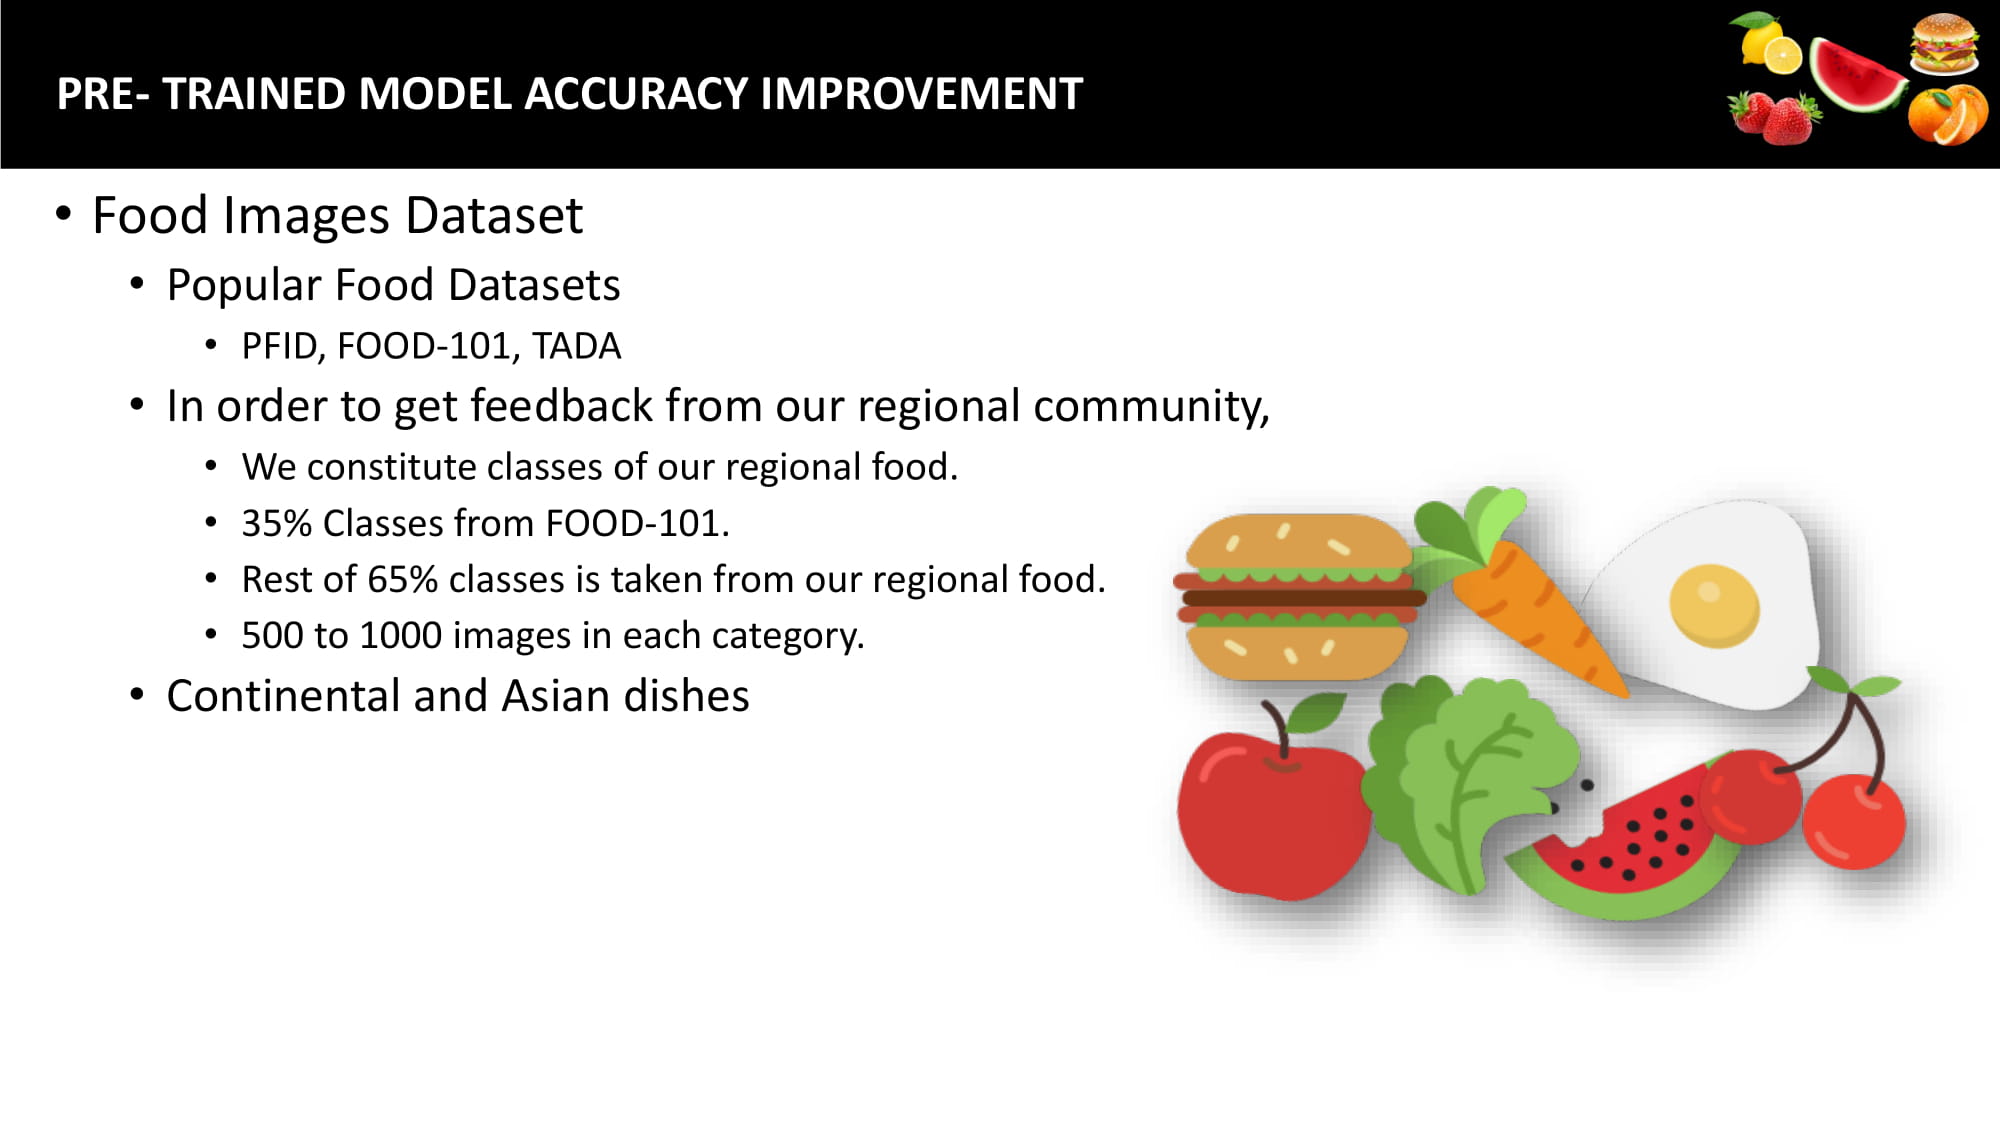 PRE- TRAINED MODEL ACCURACY IMPROVEMENT
• Food Images Dataset
• Popular Food Datasets
• PFID, FOOD-101, TADA
• In order to get feedback from our regional community,
• We constitute classes of our regional food.
• 35% Classes from FOOD-101.
• Rest of 65% classes is taken from our regional food.
• 500 to 1000 images in each category.
• Continental and Asian dishes